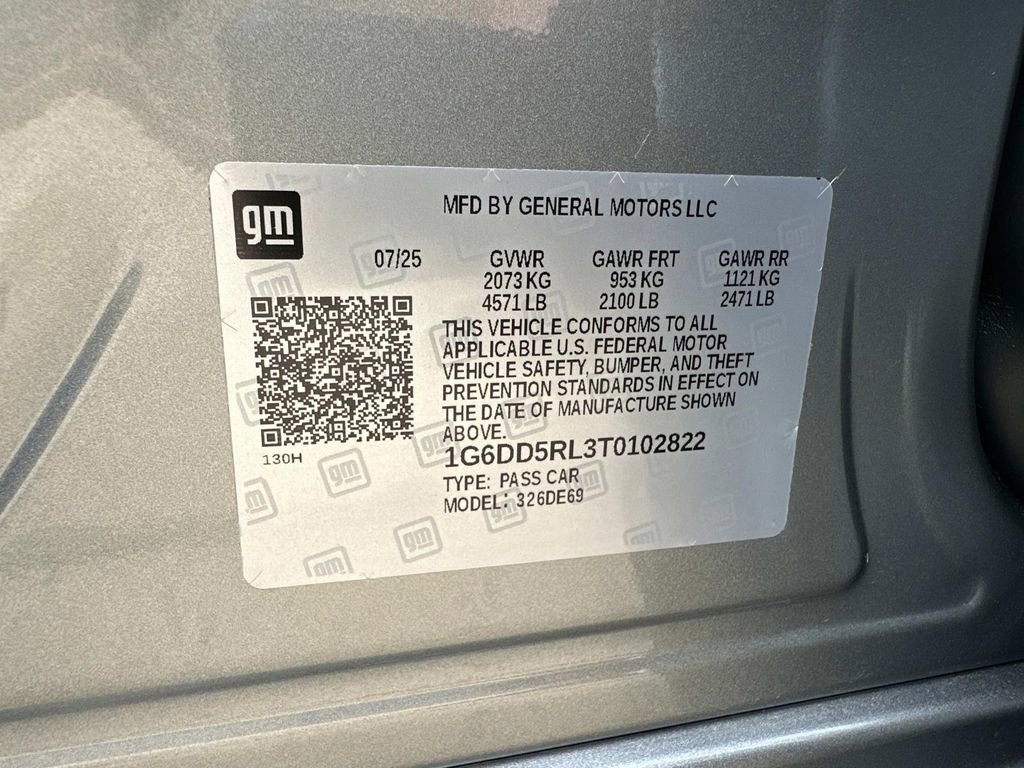 gm
MFD BY GENERAL MOTORS LLC
07/25 GVWR GAWR FRT GAWR RR
2073 KG 953 KG 1121 KG
4571 LB 2100 LB 2471 LB
THIS VEHICLE CONFORMS TO ALL
APPLICABLE U.S. FEDERAL MOTOR
VEHICLE SAFETY, BUMPER, AND THEFT
PREVENTION STANDARDS IN EFFECT ON
THE DATE OF MANUFACTURE SHOWN
ABOVE.
130H
1G6DD5RL3T0102822
TYPE: PASS CAR
MODEL: 326DE69